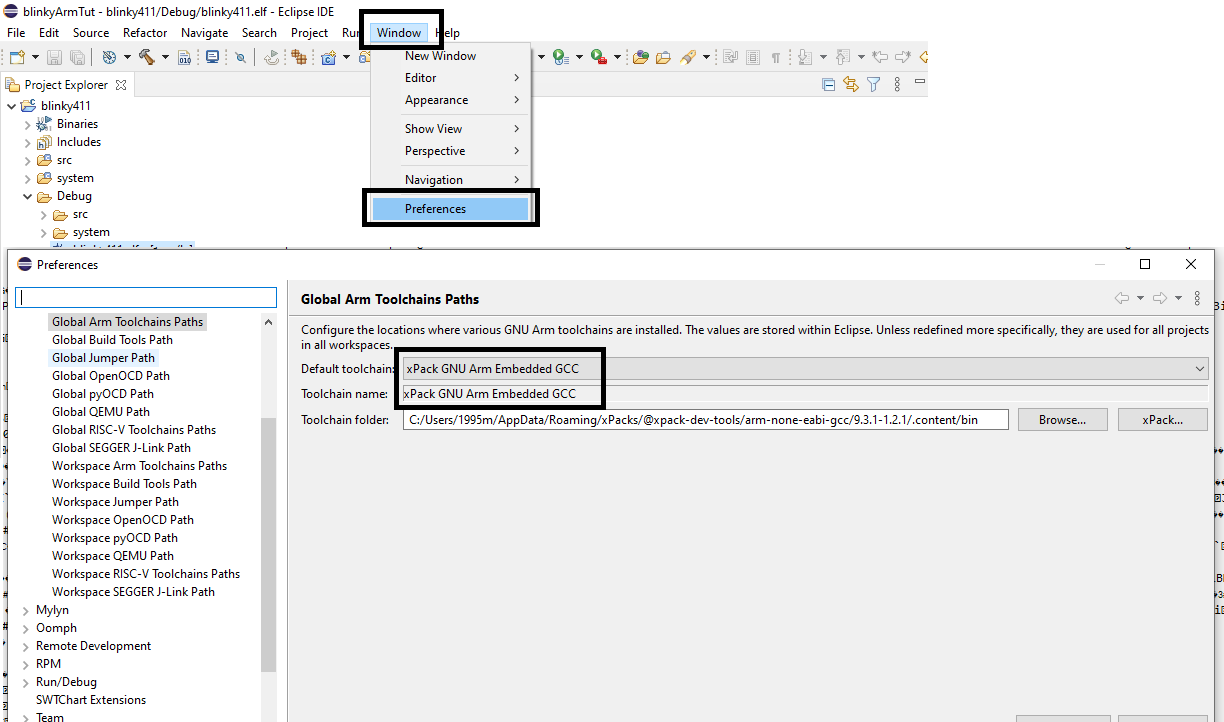 blinkyArmTut - blinky411/Debug/blinky411.elf - Eclipse IDE
File Edit Source Refactor Navigate Search Project Window Help
New Window
Editor
Appearance
Show View
Perspective
Navigation
Preferences
Project Explorer
blinky411
Binaries
Includes
src
system
Debug
src
system
Preferences
Global Arm Toolchains Paths
Global Build Tools Path
Global Jumper Path
Global OpenOCD Path
Global pyOCD Path
Global QEMU Path
Global RISC-V Toolchains Paths
Global SEGGER J-Link Path
Workspace Arm Toolchains Paths
Workspace Build Tools Path
Workspace Jumper Path
Workspace OpenOCD Path
Workspace pyOCD Path
Workspace QEMU Path
Workspace RISC-V Toolchains Paths
Workspace SEGGER J-Link Path
Mylyn
Oomph
Remote Development
RPM
Run/Debug
SWTChart Extensions
Team
Global Arm Toolchains Paths
Configure the locations where various GNU Arm toolchains are installed. The values are stored within Eclipse. Unless redefined more specifically, they are used for all projects
in all workspaces.
Default toolchain: xPack GNU Arm Embedded GCC
Toolchain name: xPack GNU Arm Embedded GCC
Toolchain folder: C:/Users/1995m/AppData/Roaming/xPacks/@xpack-dev-tools/arm-none-eabi-gcc/9.3.1-1.2.1/.content/bin Browse... xPack...